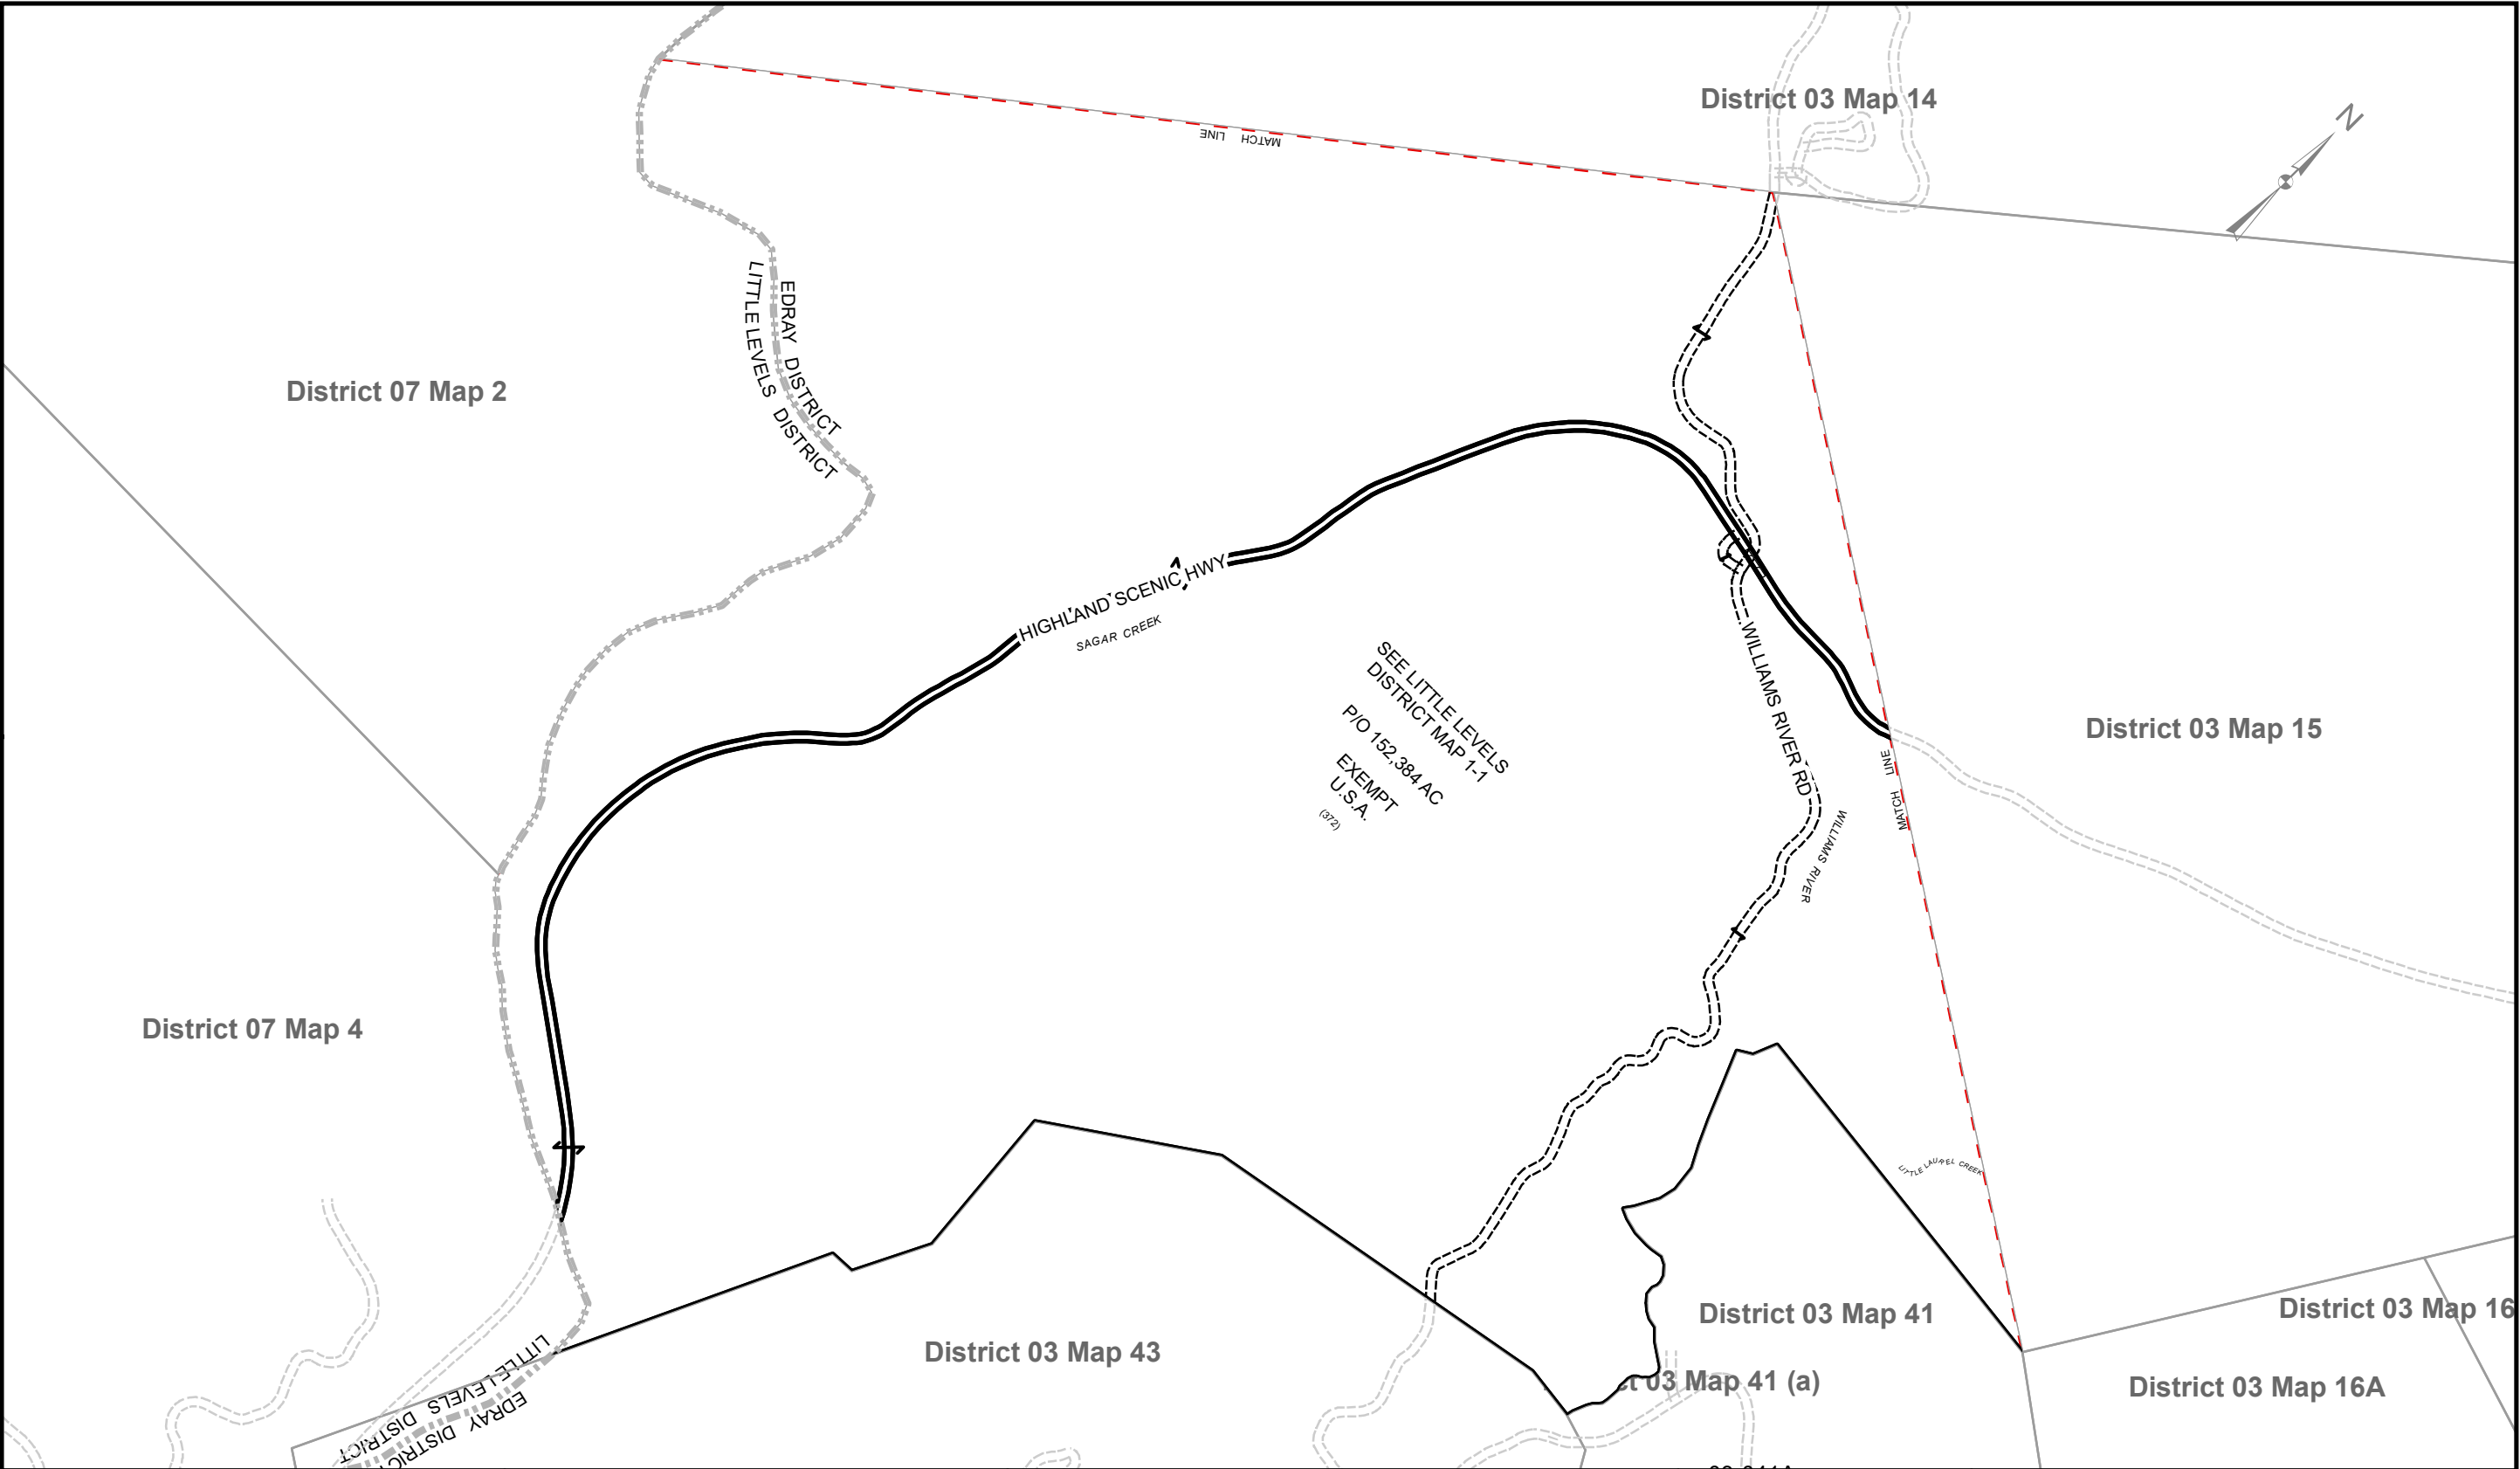 District 03 Map 14
MATCH LINE
N
EDRAY DISTRICT
LITTLE LEVELS DISTRICT
District 07 Map 2
HIGHLAND SCENIC HWY
SAGAR CREEK
SEE LITTLE LEVELS
DISTRICT MAP 1-1
P/O 152,384 AC
EXEMPT
U.S.A.
(372)
WILLIAMS RIVER RD
WILLIAMS RIVER
MATCH LINE
District 03 Map 15
District 07 Map 4
LITTLE LAUREL CREEK
District 03 Map 16
District 03 Map 41
District 03 Map 43
03 Map 41 (a)
District 03 Map 16A
LITTLE LEVELS DISTRICT
EDRAY DISTRICT